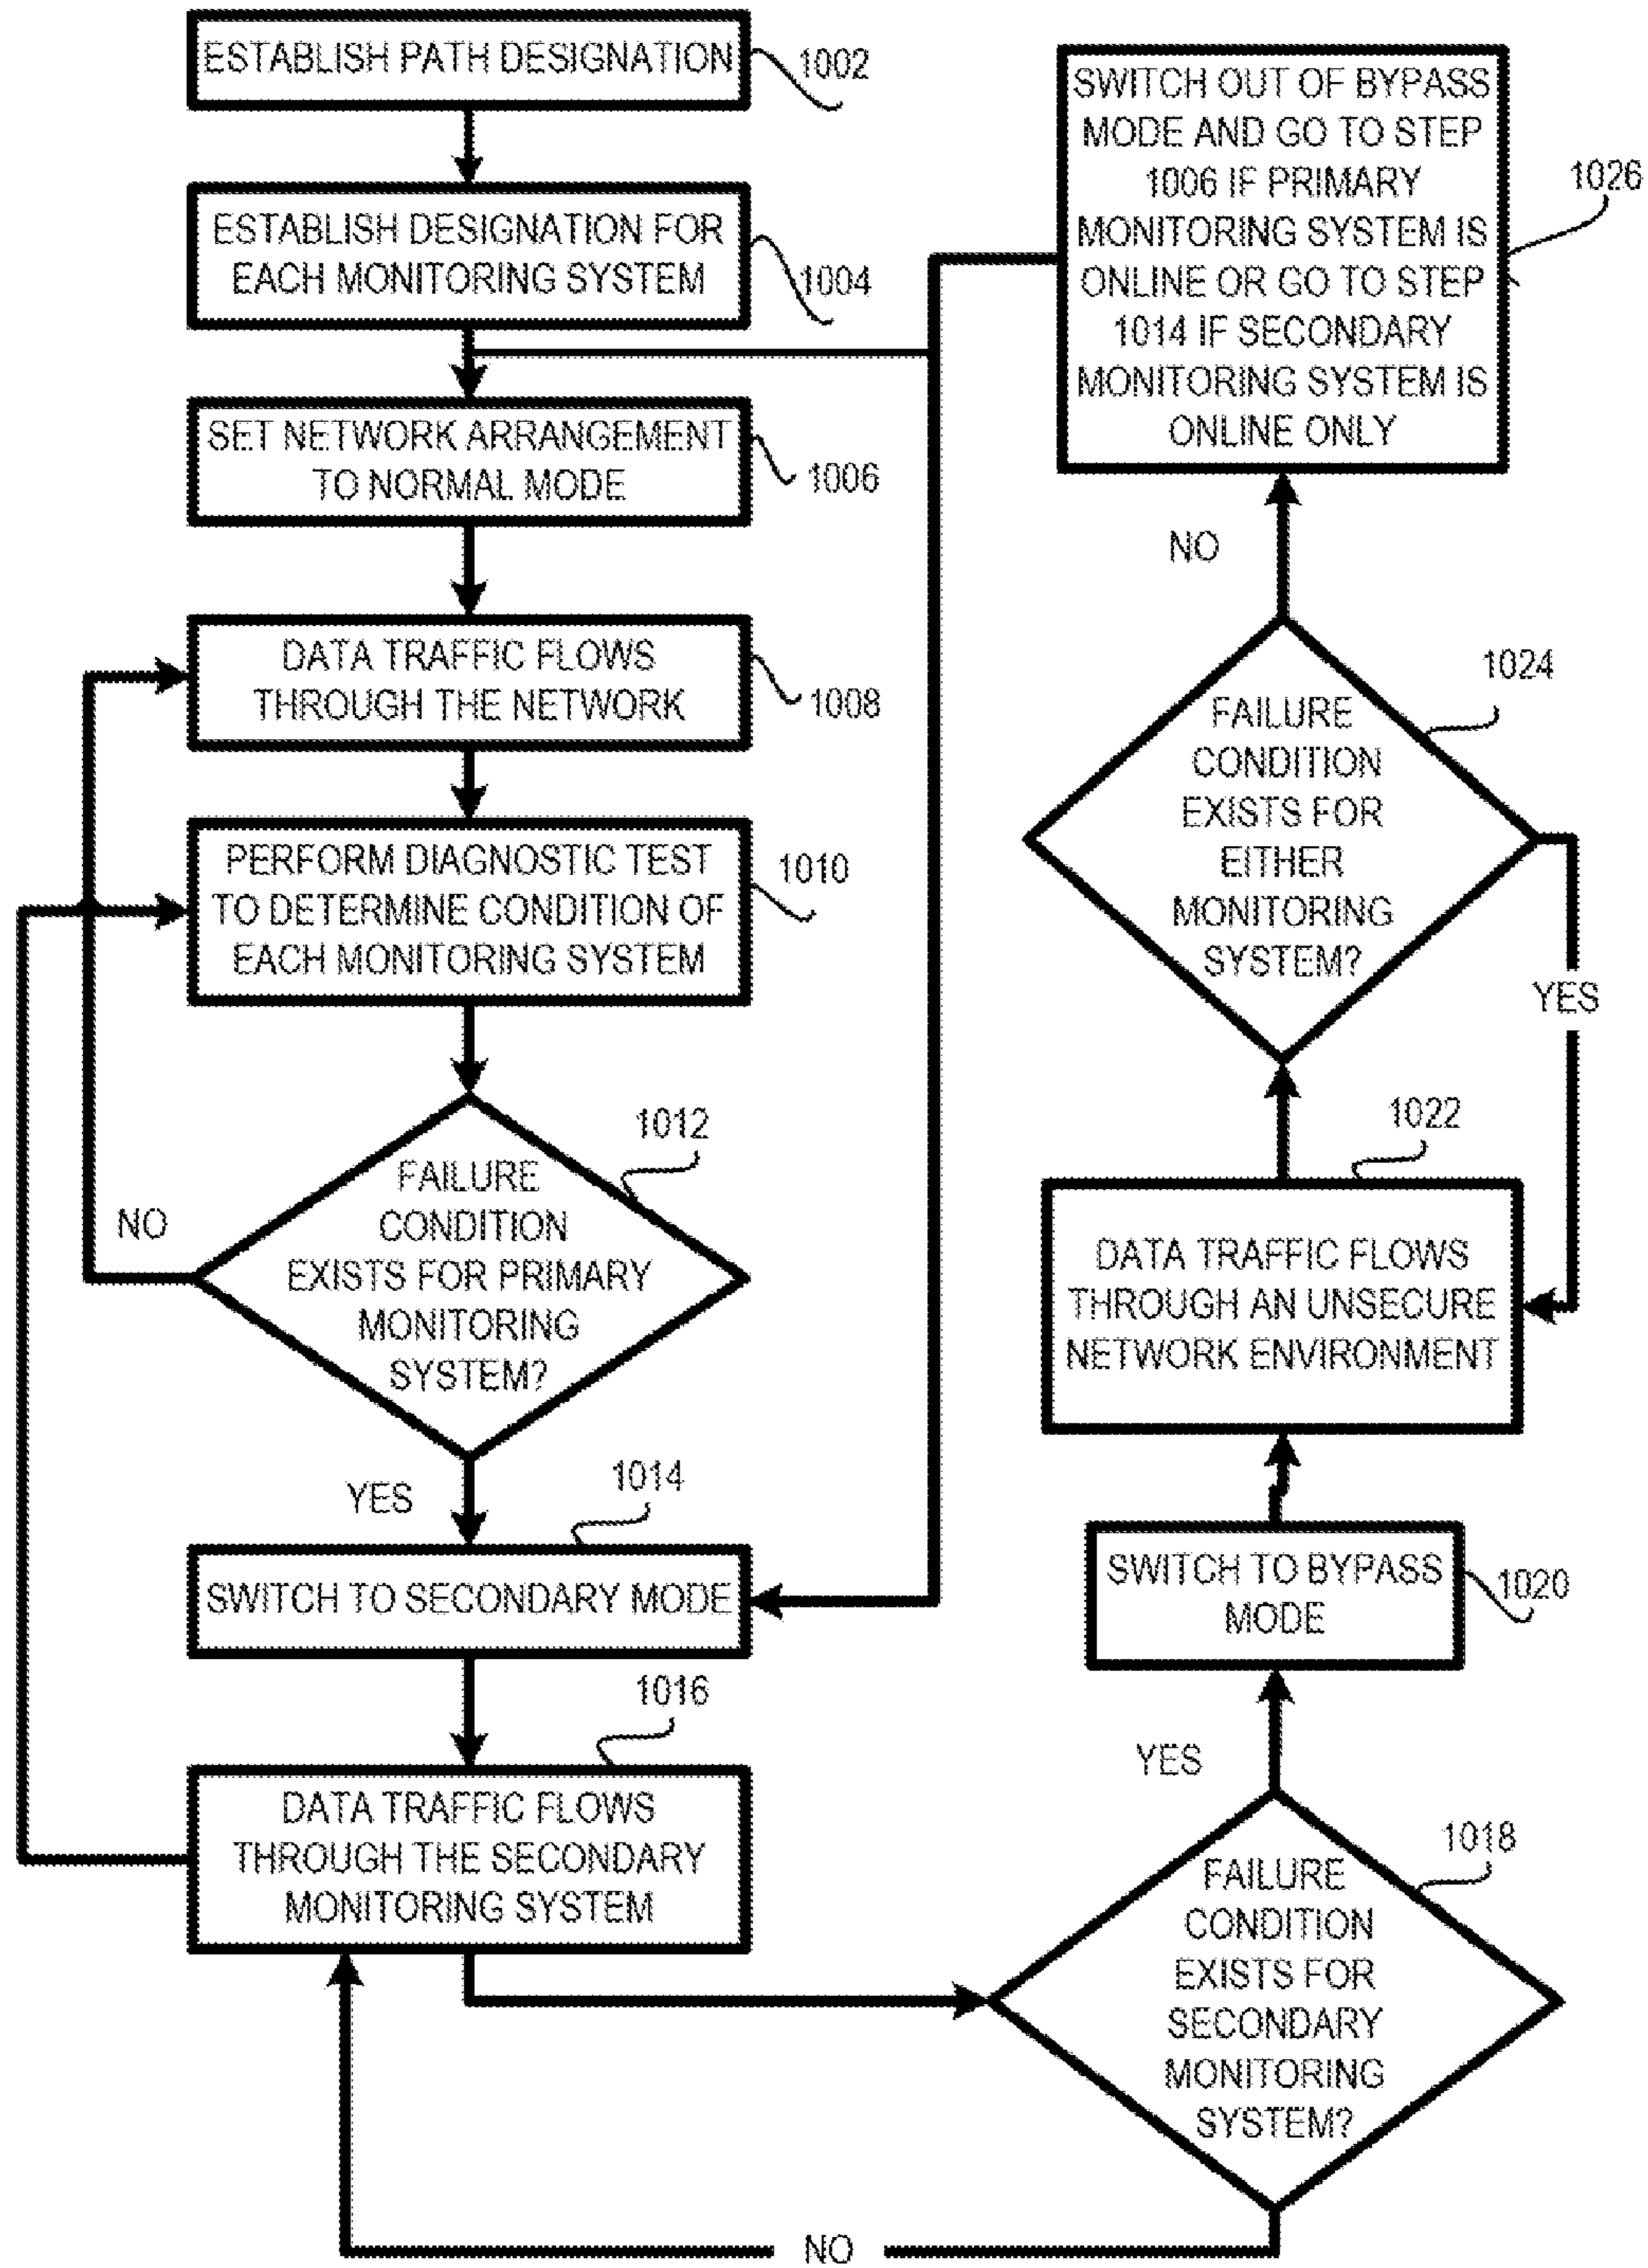 ESTABLISH PATH DESIGNATION
1002
ESTABLISH DESIGNATION FOR
EACH MONITORING SYSTEM
1004
SET NETWORK ARRANGEMENT
TO NORMAL MODE
1006
DATA TRAFFIC FLOWS
THROUGH THE NETWORK
1008
PERFORM DIAGNOSTIC TEST
TO DETERMINE CONDITION OF
EACH MONITORING SYSTEM
1010
1012
FAILURE
CONDITION
EXISTS FOR PRIMARY
MONITORING
SYSTEM?
NO
YES
1014
SWITCH TO SECONDARY MODE
1016
DATA TRAFFIC FLOWS
THROUGH THE SECONDARY
MONITORING SYSTEM
1018
FAILURE
CONDITION
EXISTS FOR
SECONDARY
MONITORING
SYSTEM?
NO
YES
SWITCH TO BYPASS
MODE
1020
1022
DATA TRAFFIC FLOWS
THROUGH AN UNSECURE
NETWORK ENVIRONMENT
1024
FAILURE
CONDITION
EXISTS FOR
EITHER
MONITORING
SYSTEM?
YES
NO
SWITCH OUT OF BYPASS
MODE AND GO TO STEP
1006 IF PRIMARY
MONITORING SYSTEM IS
ONLINE OR GO TO STEP
1014 IF SECONDARY
MONITORING SYSTEM IS
ONLINE ONLY
1026